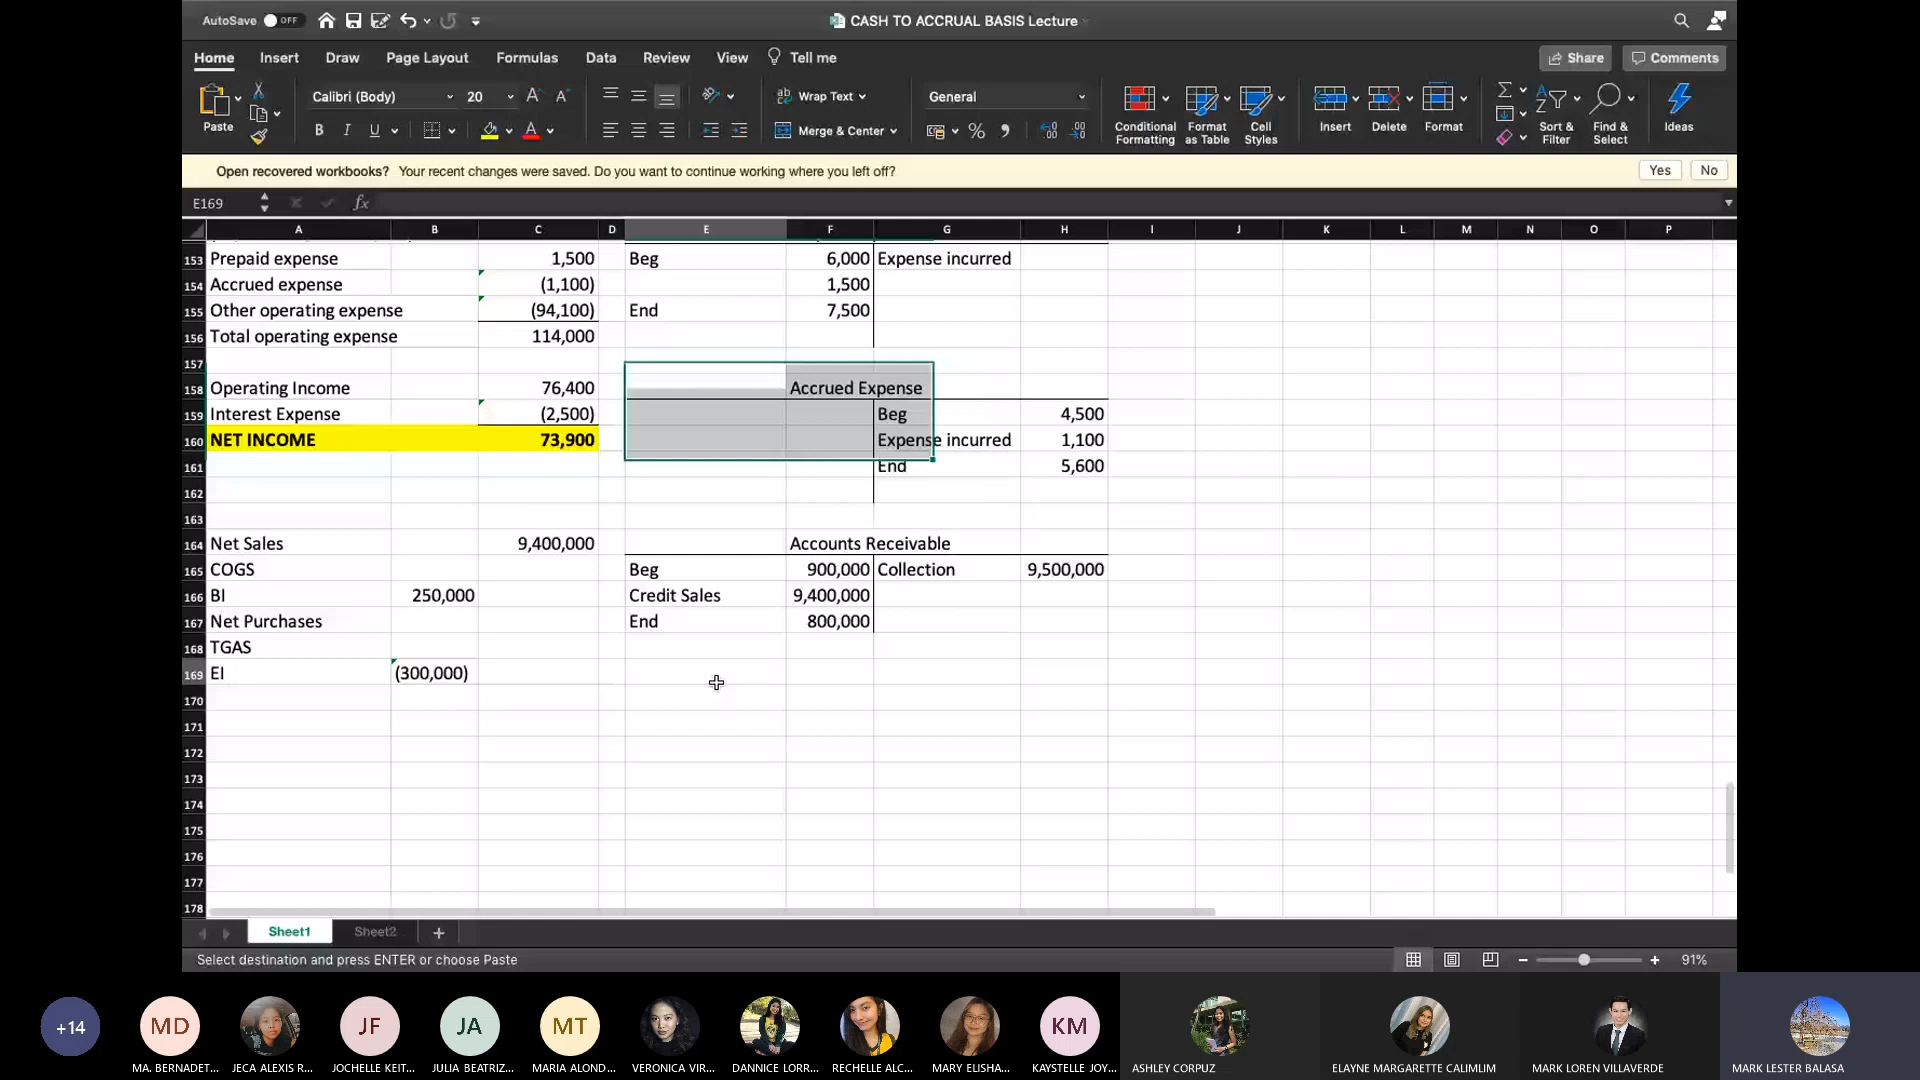 AutoSave OFF CASH TO ACCRUAL BASIS Lecture
Home Insert Draw Page Layout Formulas Data Review View Tell me Share Comments
Paste Calibri (Body) 20 A A Wrap Text General Conditional Formatting Format as Table Cell Styles Insert Delete Format Sort & Filter Find & Select Ideas
B I U A Merge & Center % 9
Open recovered workbooks? Your recent changes were saved. Do you want to continue working where you left off? Yes No
E169 fx
A B C D E F G H I J K L M N O P
153 Prepaid expense 1,500 Beg 6,000 Expense incurred
154 Accrued expense (1,100) 1,500
155 Other operating expense (94,100) End 7,500
156 Total operating expense 114,000
157
158 Operating Income 76,400 Accrued Expense
159 Interest Expense (2,500) Beg 4,500
160 NET INCOME 73,900 Expense incurred 1,100
161 End 5,600
162
163
164 Net Sales 9,400,000 Accounts Receivable
165 COGS Beg 900,000 Collection 9,500,000
166 BI 250,000 Credit Sales 9,400,000
167 Net Purchases End 800,000
168 TGAS
169 EI (300,000)
170
171
172
173
174
175
176
177
178
Sheet1 Sheet2 +
Select destination and press ENTER or choose Paste 91%
+14 MD JF JA MT KM
MA. BERNADET... JECA ALEXIS R... JOCHELLE KEIT... JULIA BEATRIZ... MARIA ALOND... VERONICA VIR... DANNICE LORR... RECHELLE ALC... MARY ELISHA... KAYSTELLE JOY... ASHLEY CORPUZ ELAYNE MARGARETTE CALIMLIM MARK LOREN VILLAVERDE MARK LESTER BALASA